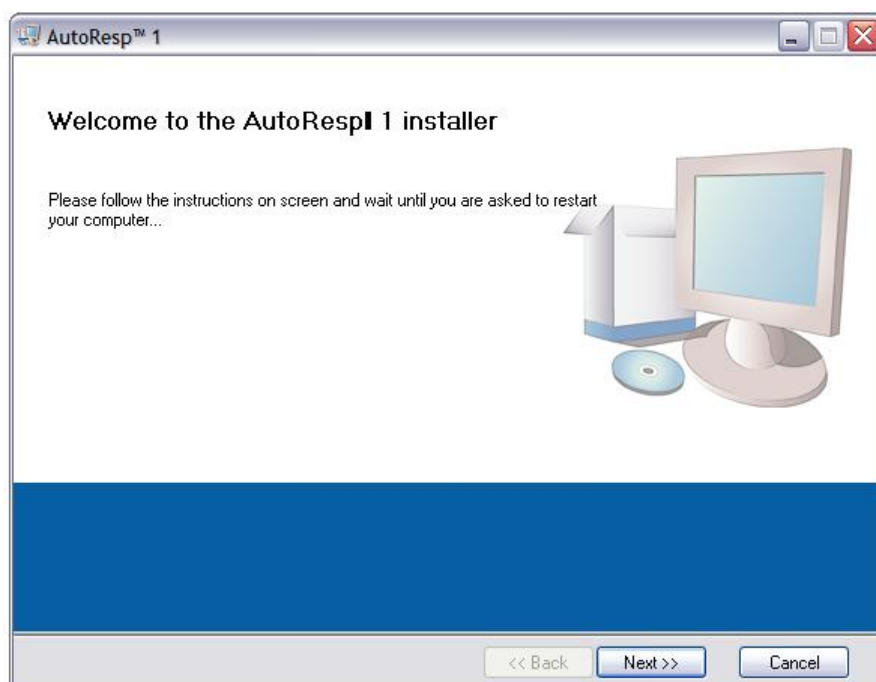 AutoResp™ 1
Welcome to the AutoResp▌ 1 installer
Please follow the instructions on screen and wait until you are asked to restart
your computer...
<< Back Next >> Cancel